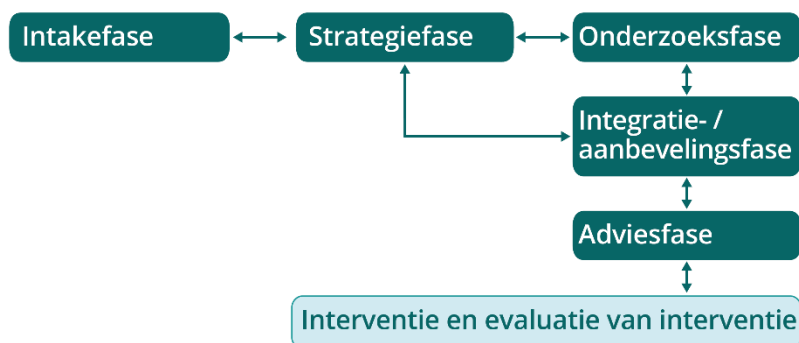 Intakefase
Strategiefase
Onderzoeksfase
Integratie- /
aanbevelingsfase
Adviesfase
Interventie en evaluatie van interventie